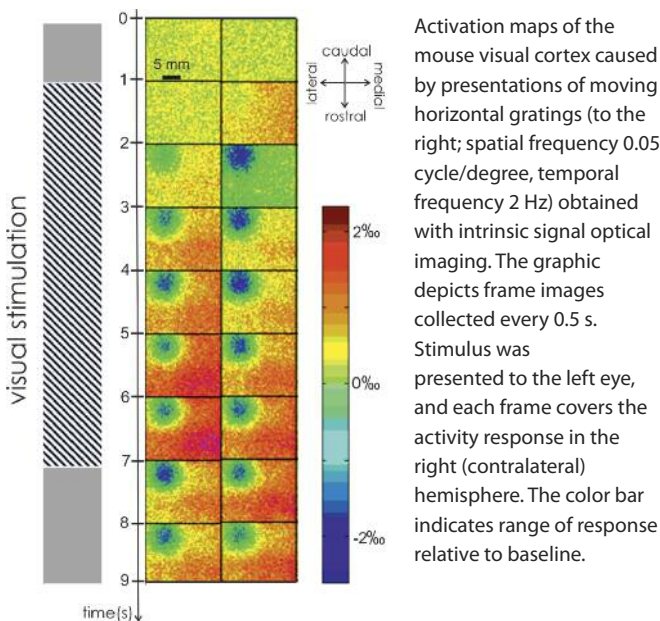 0
1
2
3
4
5
6
7
8
9
time(s)
visual stimulation
5 mm
caudal
lateral
medial
rostral
2‰
0‰
-2‰
Activation maps of the
mouse visual cortex caused
by presentations of moving
horizontal gratings (to the
right; spatial frequency 0.05
cycle/degree, temporal
frequency 2 Hz) obtained
with intrinsic signal optical
imaging. The graphic
depicts frame images
collected every 0.5 s.
Stimulus was
presented to the left eye,
and each frame covers the
activity response in the
right (contralateral)
hemisphere. The color bar
indicates range of response
relative to baseline.